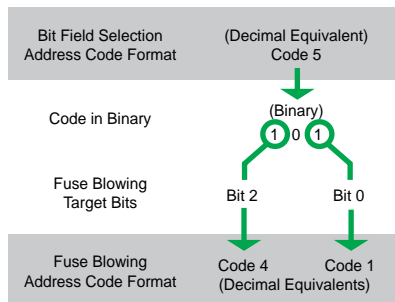 Bit Field Selection
Address Code Format
(Decimal Equivalent)
Code 5
Code in Binary
(Binary)
1 0 1
Fuse Blowing
Target Bits
Bit 2
Bit 0
Fuse Blowing
Address Code Format
Code 4
Code 1
(Decimal Equivalents)